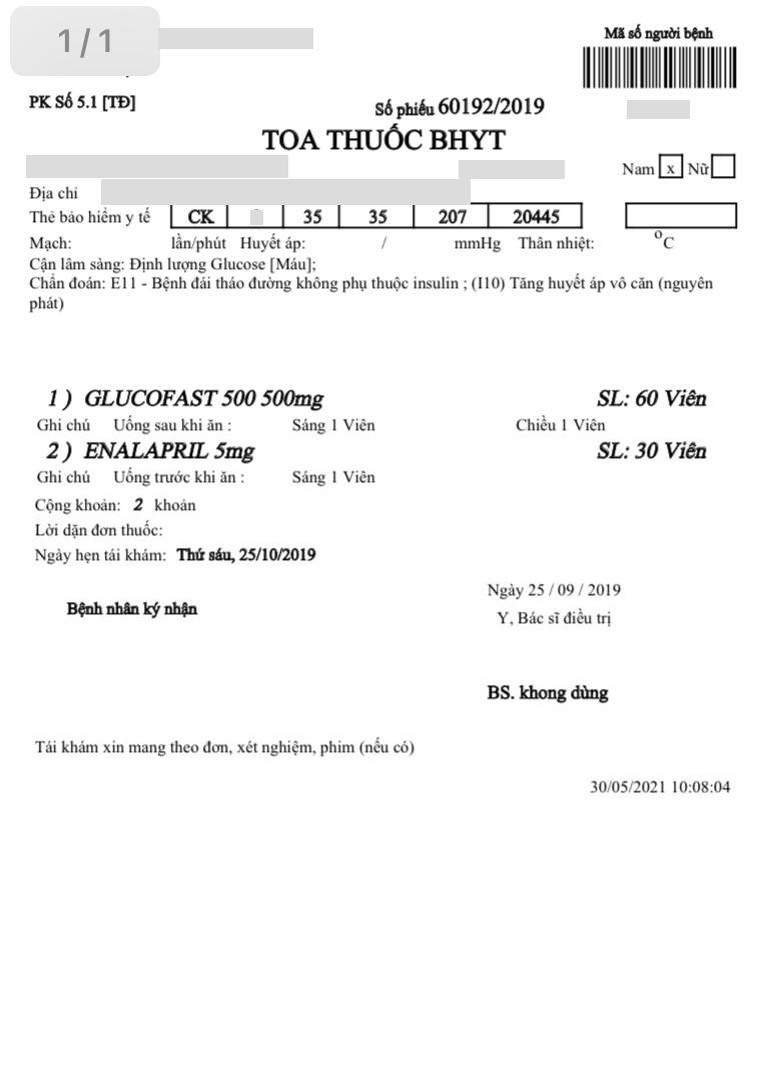 1/1
Mã số người bệnh
PK Số 5.1 [TĐ]
Số phiếu 60192/2019
TOA THUỐC BHYT
Nam x Nữ
Địa chỉ
Thẻ bảo hiểm y tế CK 35 35 207 20445
Mạch: lần/phút Huyết áp: / mmHg Thân nhiệt: °C
Cận lâm sàng: Định lượng Glucose [Máu];
Chẩn đoán: E11 - Bệnh đái tháo đường không phụ thuộc insulin ; (I10) Tăng huyết áp vô căn (nguyên
phát)
1 ) GLUCOFAST 500 500mg SL: 60 Viên
Ghi chú Uống sau khi ăn : Sáng 1 Viên Chiều 1 Viên
2 ) ENALAPRIL 5mg SL: 30 Viên
Ghi chú Uống trước khi ăn : Sáng 1 Viên
Cộng khoản: 2 khoản
Lời dặn đơn thuốc:
Ngày hẹn tái khám: Thứ sáu, 25/10/2019
Ngày 25 / 09 / 2019
Bệnh nhân ký nhận
Y, Bác sĩ điều trị
BS. khong dùng
Tái khám xin mang theo đơn, xét nghiệm, phim (nếu có)
30/05/2021 10:08:04